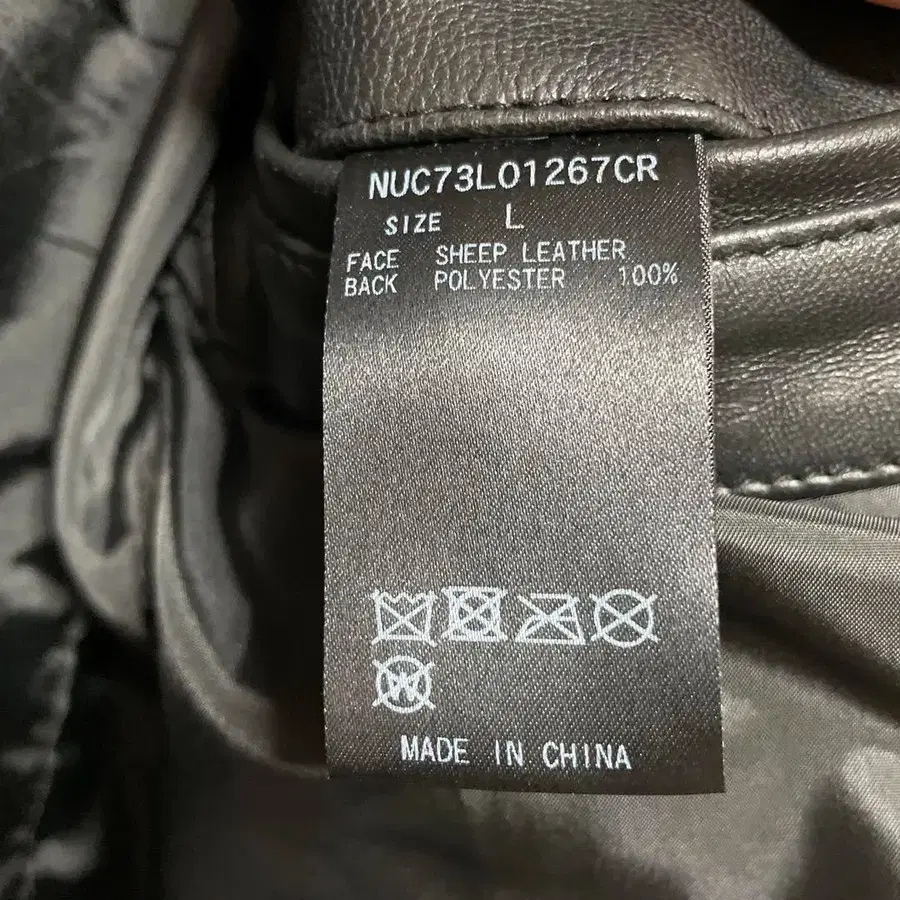 NUC73L01267CR
SIZE L
FACE SHEEP LEATHER
BACK POLYESTER 100%
W
MADE IN CHINA